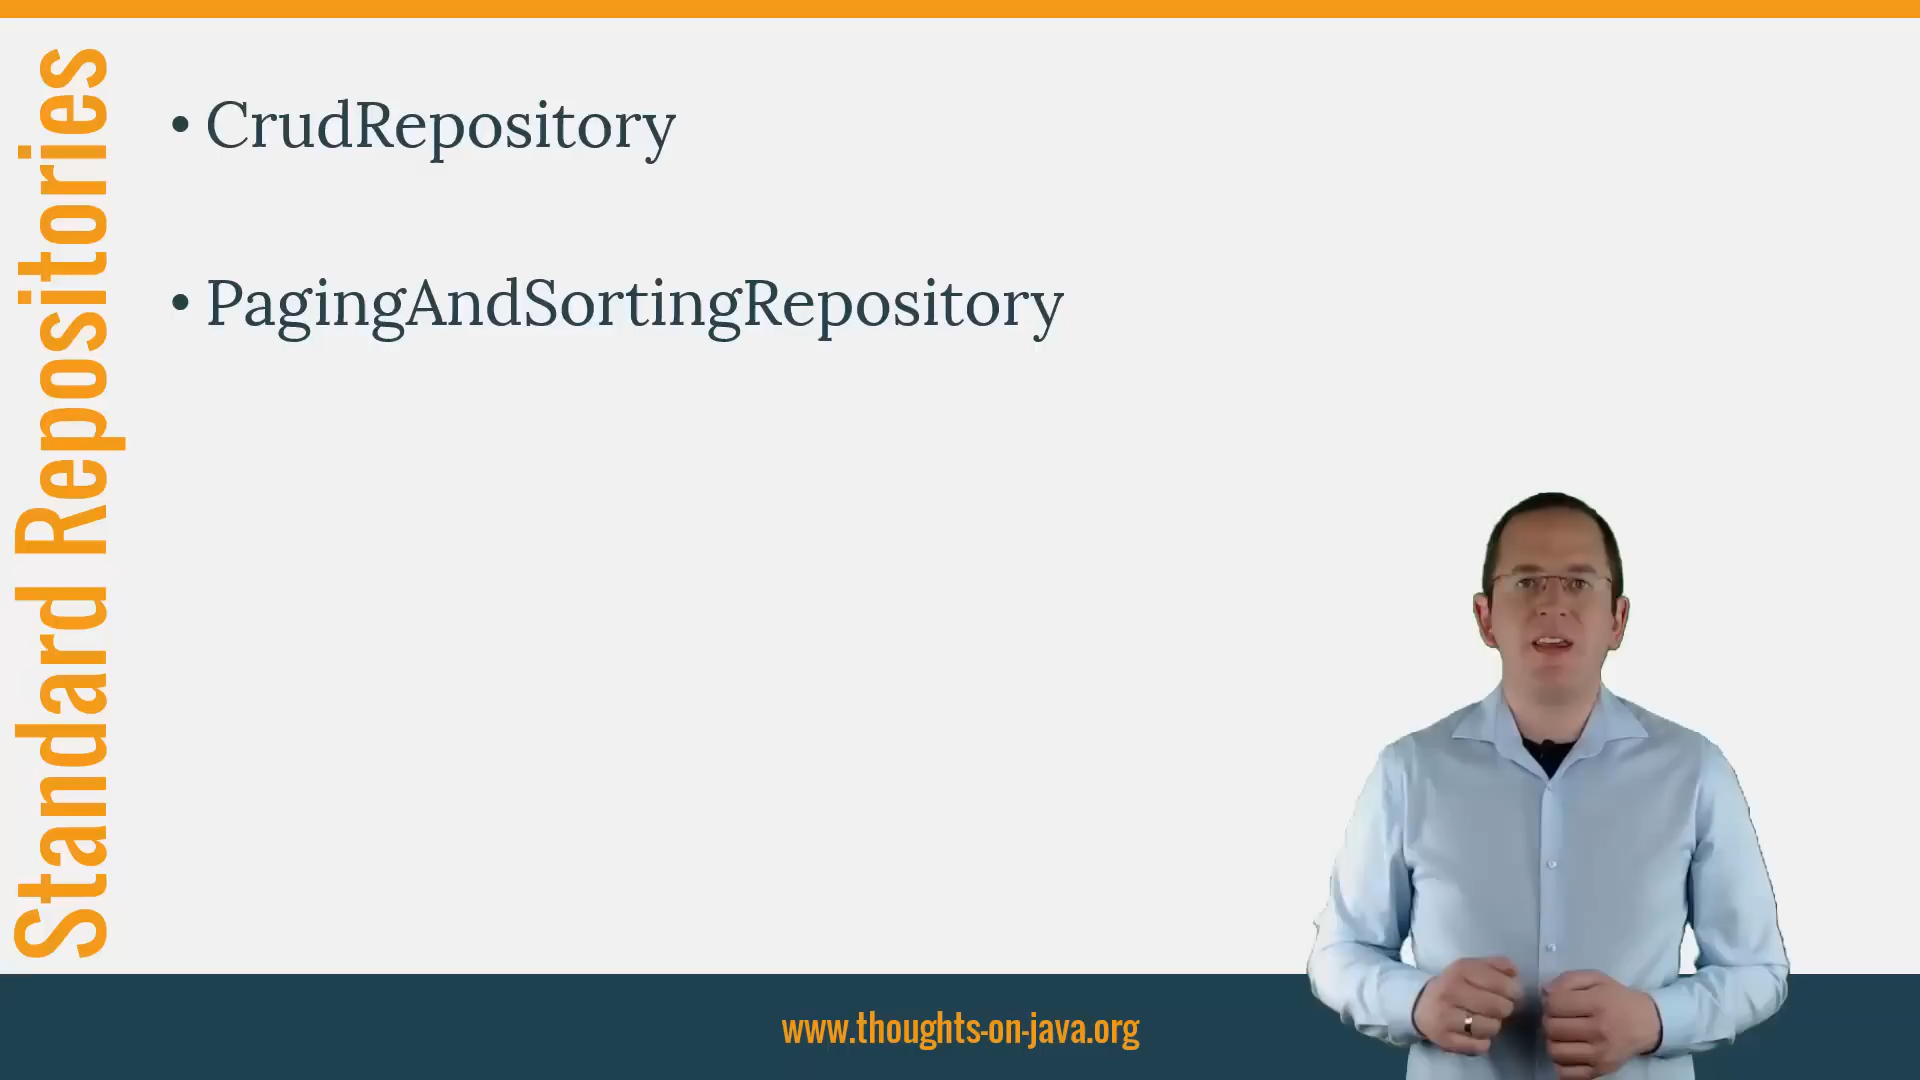 Standard Repositories
• CrudRepository
• PagingAndSortingRepository
www.thoughts-on-java.org